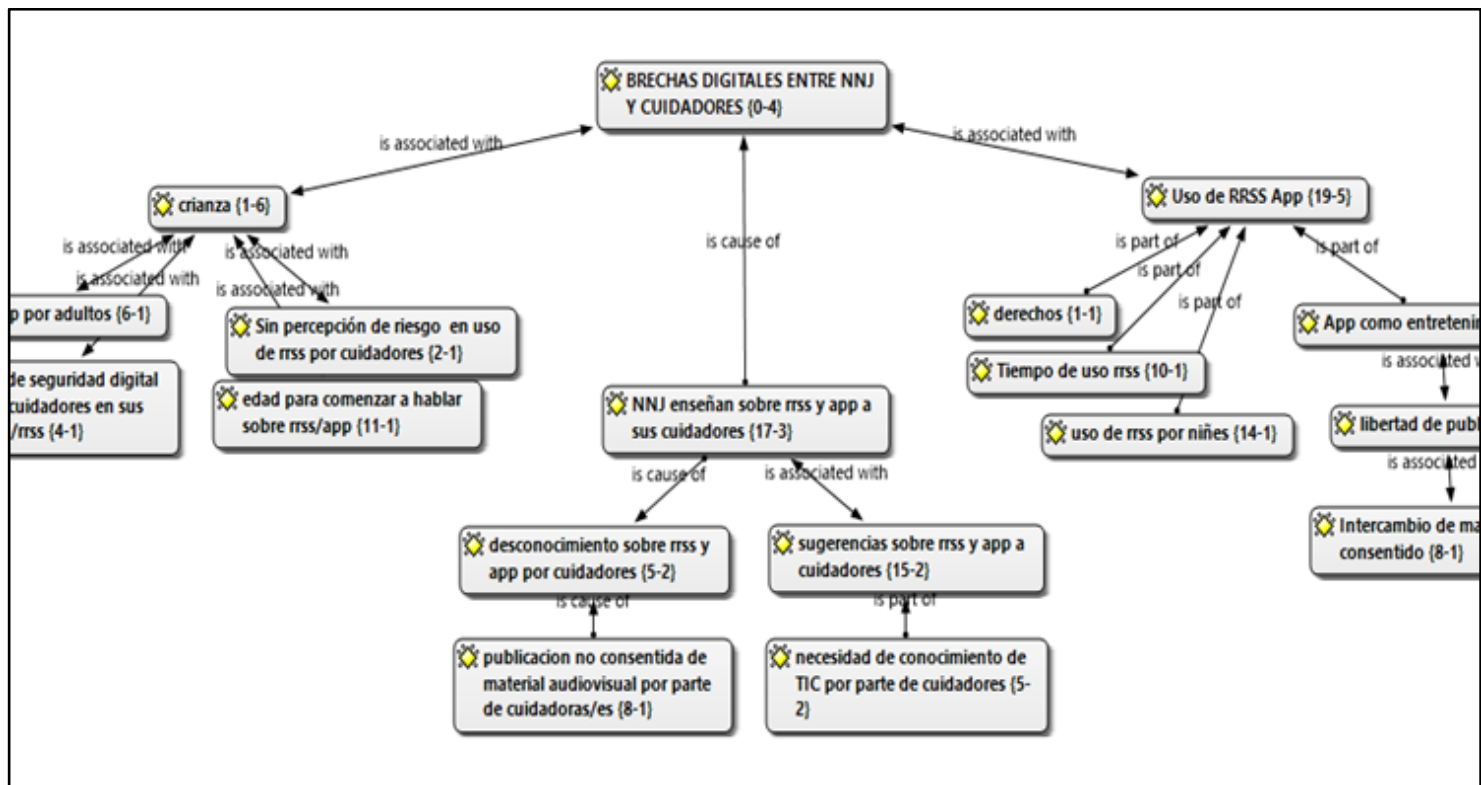 BRECHAS DIGITALES ENTRE NNJ
Y CUIDADORES {0-4}
is associated with
is associated with
is cause of
crianza {1-6}
Uso de RRSS App {19-5}
is associated with
is associated with
is associated with
is associated with
is part of
is part of
is part of
is part of
p por adultos {6-1}
Sin percepción de riesgo en uso
de rrss por cuidadores {2-1}
de seguridad digital
cuidadores en sus
/rrss {4-1}
edad para comenzar a hablar
sobre rrss/app {11-1}
NNJ enseñan sobre rrss y app a
sus cuidadores {17-3}
derechos {1-1}
Tiempo de uso rrss {10-1}
uso de rrss por niñes {14-1}
App como entretenin
is associated w
libertad de publ
is associated
Intercambio de ma
consentido {8-1}
is cause of
is associated with
desconocimiento sobre rrss y
app por cuidadores {5-2}
sugerencias sobre rrss y app a
cuidadores {15-2}
is cause of
is part of
publicacion no consentida de
material audiovisual por parte
de cuidadoras/es {8-1}
necesidad de conocimiento de
TIC por parte de cuidadores {5-
2}